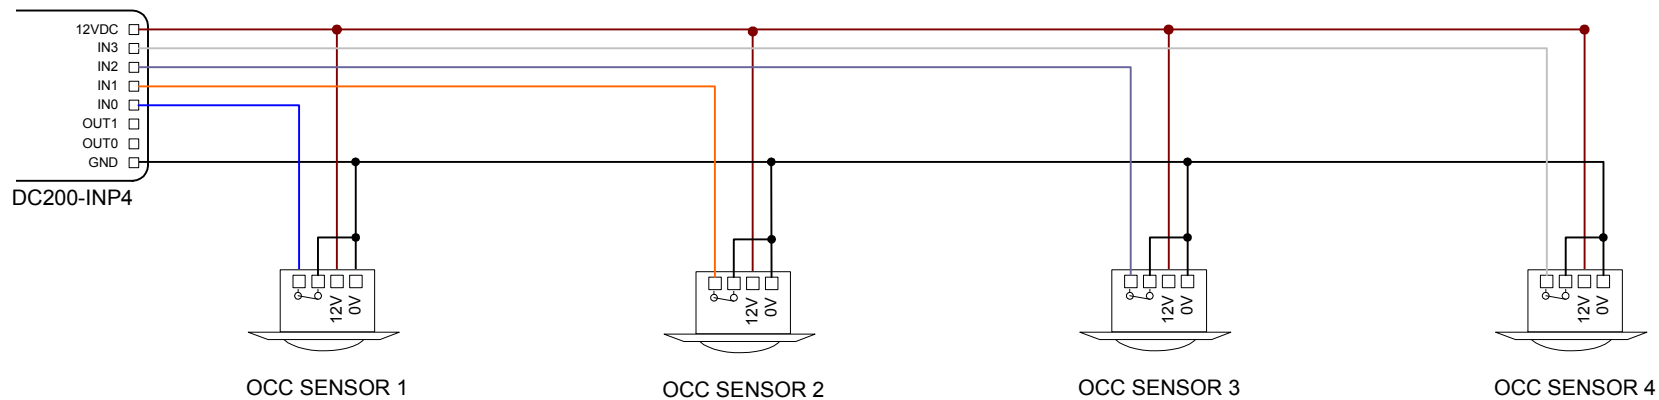 12VDC
IN3
IN2
IN1
IN0
OUT1
OUT0
GND
DC200-INP4
12V
0V
OCC SENSOR 1
12V
0V
OCC SENSOR 2
12V
0V
OCC SENSOR 3
12V
0V
OCC SENSOR 4